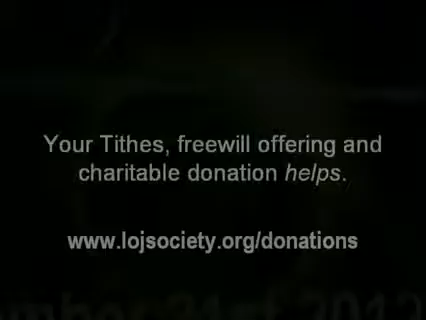 Your Tithes, freewill offering and
charitable donation helps.
www.lojsociety.org/donations